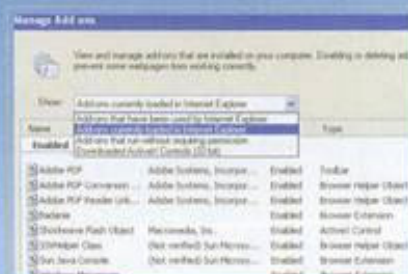 Manage Add-ons
View and manage add-ons that are installed on your computer. Disabling or deleting add
prevent some webpages from working correctly.
Show: Add-ons currently loaded in Internet Explorer
Add-ons that have been used by Internet Explorer
Add-ons currently loaded in Internet Explorer
Add-ons that run without requiring permission
Downloaded ActiveX Controls (32-bit)
Name Type
Enabled
Adobe PDF Adobe Systems, Incorpor... Enabled Toolbar
Adobe PDF Conversion ... Adobe Systems, Incorpor... Enabled Browser Helper Object
Adobe PDF Reader Link... Adobe Systems, Incorpor... Enabled Browser Helper Object
Research Enabled Browser Extension
Shockwave Flash Object Macromedia, Inc. Enabled ActiveX Control
SSVHelper Class (Not verified) Sun Microsy... Enabled Browser Helper Object
Sun Java Console (Not verified) Sun Microsy... Enabled Browser Extension